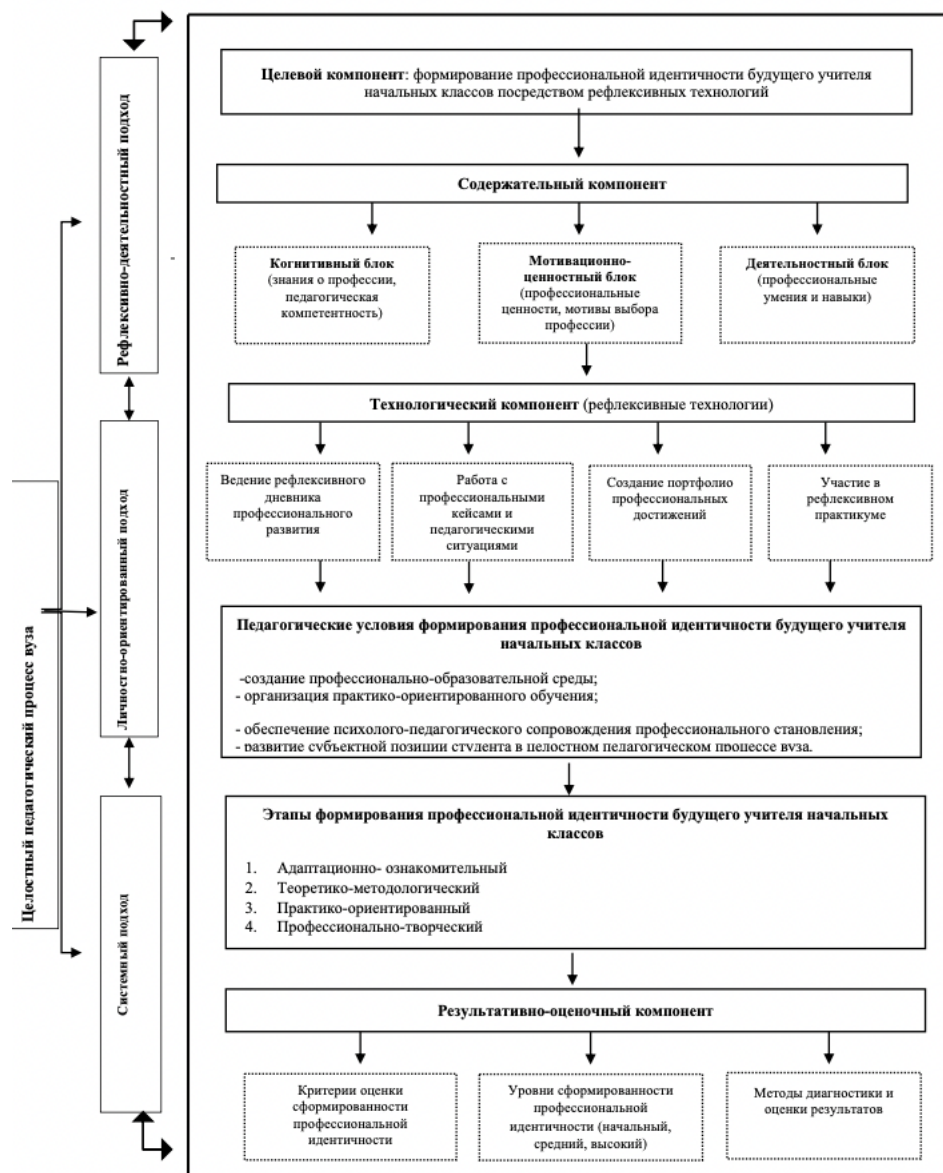 Целевой компонент: формирование профессиональной идентичности будущего учителя
начальных классов посредством рефлексивных технологий
Содержательный компонент
Когнитивный блок
(знания о профессии,
педагогическая
компетентность)
Мотивационно-
ценностный блок
(профессиональные
ценности, мотивы выбора
профессии)
Деятельностный блок
(профессиональные
умения и навыки)
Технологический компонент (рефлексивные технологии)
Ведение рефлексивного
дневника
профессионального
развития
Работа с
профессиональными
кейсами и
педагогическими
ситуациями
Создание портфолио
профессиональных
достижений
Участие в
рефлексивном
практикуме
Педагогические условия формирования профессиональной идентичности будущего учителя
начальных классов
-создание профессионально-образовательной среды;
- организация практико-ориентированного обучения;
- обеспечение психолого-педагогического сопровождения профессионального становления;
- развитие субъектной позиции студента в целостном педагогическом процессе вуза.
Этапы формирования профессиональной идентичности будущего учителя начальных
классов
1. Адаптационно- ознакомительный
2. Теоретико-методологический
3. Практико-ориентированный
4. Профессионально-творческий
Результативно-оценочный компонент
Критерии оценки
сформированности
профессиональной
идентичности
Уровни сформированности
профессиональной
идентичности (начальный,
средний, высокий)
Методы диагностики и
оценки результатов
Целостный педагогический процесс вуза
Рефлексивно-деятельностный подход
Личностно-ориентированный подход
Системный подход